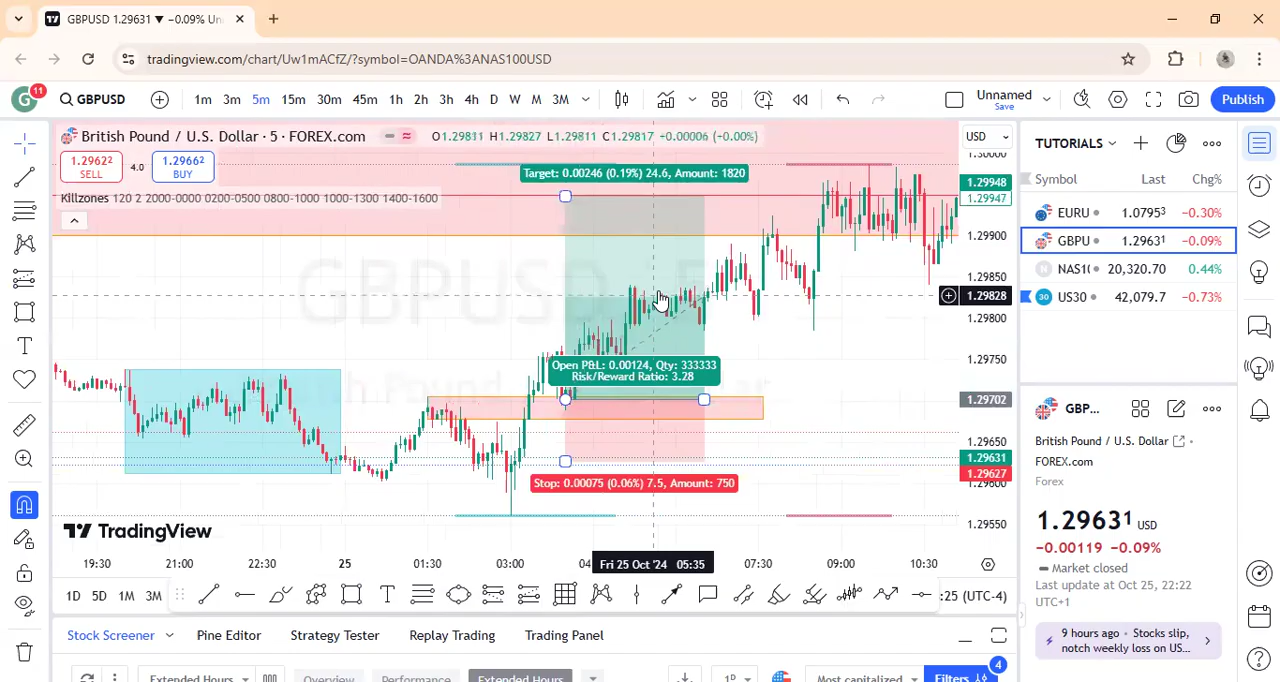 GBPUSD 1.29631 ▼ −0.09% Un
tradingview.com/chart/Uw1mACfZ/?symbol=OANDA%3ANAS100USD
G
11
GBPUSD
1m 3m 5m 15m 30m 45m 1h 2h 3h 4h D W M 3M
Unnamed
Save
Publish
British Pound / U.S. Dollar · 5 · FOREX.com
O1.29811 H1.29827 L1.29811 C1.29817 +0.00006 (+0.00%)
USD
1.29622
SELL
4.0
1.29662
BUY
Killzones 120 2 2000-0000 0200-0500 0800-1000 1000-1300 1400-1600
Target: 0.00246 (0.19%) 24.6, Amount: 1820
Open P&L: 0.00124, Qty: 333333
Risk/Reward Ratio: 3.28
Stop: 0.00075 (0.06%) 7.5, Amount: 750
GBPUSD
British Pound / U.S. Dollar
1.30000
1.29948
1.29947
1.29900
1.29850
1.29828
1.29800
1.29750
1.29702
1.29650
1.29631
1.29627
1.29600
1.29550
TradingView
19:30 21:00 22:30 25 01:30 03:00 04 Fri 25 Oct '24 05:35 07:30 09:00 10:30
1D 5D 1M 3M
:25 (UTC-4)
Stock Screener Pine Editor Strategy Tester Replay Trading Trading Panel
Extended Hours Overview Performance Extended Hours 1D Most capitalized Filters
4
TUTORIALS
Symbol Last Chg%
EURU 1.07953 −0.30%
GBPU 1.29631 −0.09%
N NAS1 20,320.70 0.44%
30 US30 42,079.7 −0.73%
GBP...
British Pound / U.S. Dollar
FOREX.com
Forex
1.29631 USD
−0.00119 −0.09%
Market closed
Last update at Oct 25, 22:22
UTC+1
9 hours ago • Stocks slip,
notch weekly loss on US...